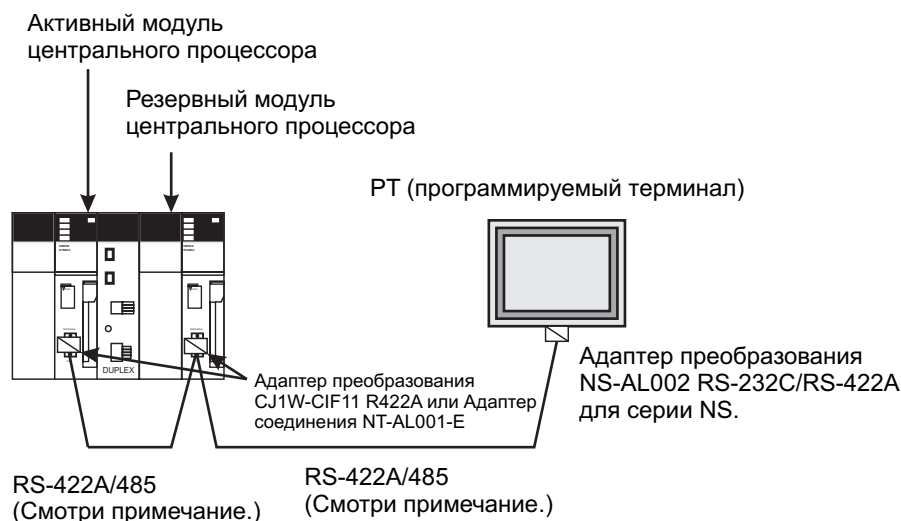 Активный модуль
центрального процессора
Резервный модуль
центрального процессора
РТ (программируемый терминал)
DUPLEX
Адаптер преобразования
CJ1W-CIF11 R422A или Адаптер
соединения NT-AL001-E
Адаптер преобразования
NS-AL002 RS-232C/RS-422A
для серии NS.
RS-422A/485
(Смотри примечание.)
RS-422A/485
(Смотри примечание.)